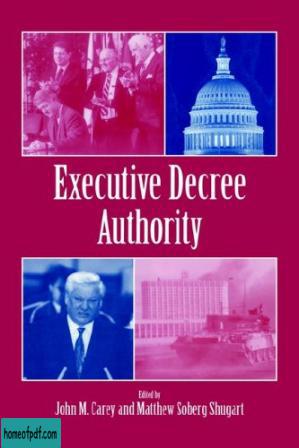 Executive Decree
Authority
Edited by
John M. Carey and Matthew Soberg Shugart
homeofpdf.com